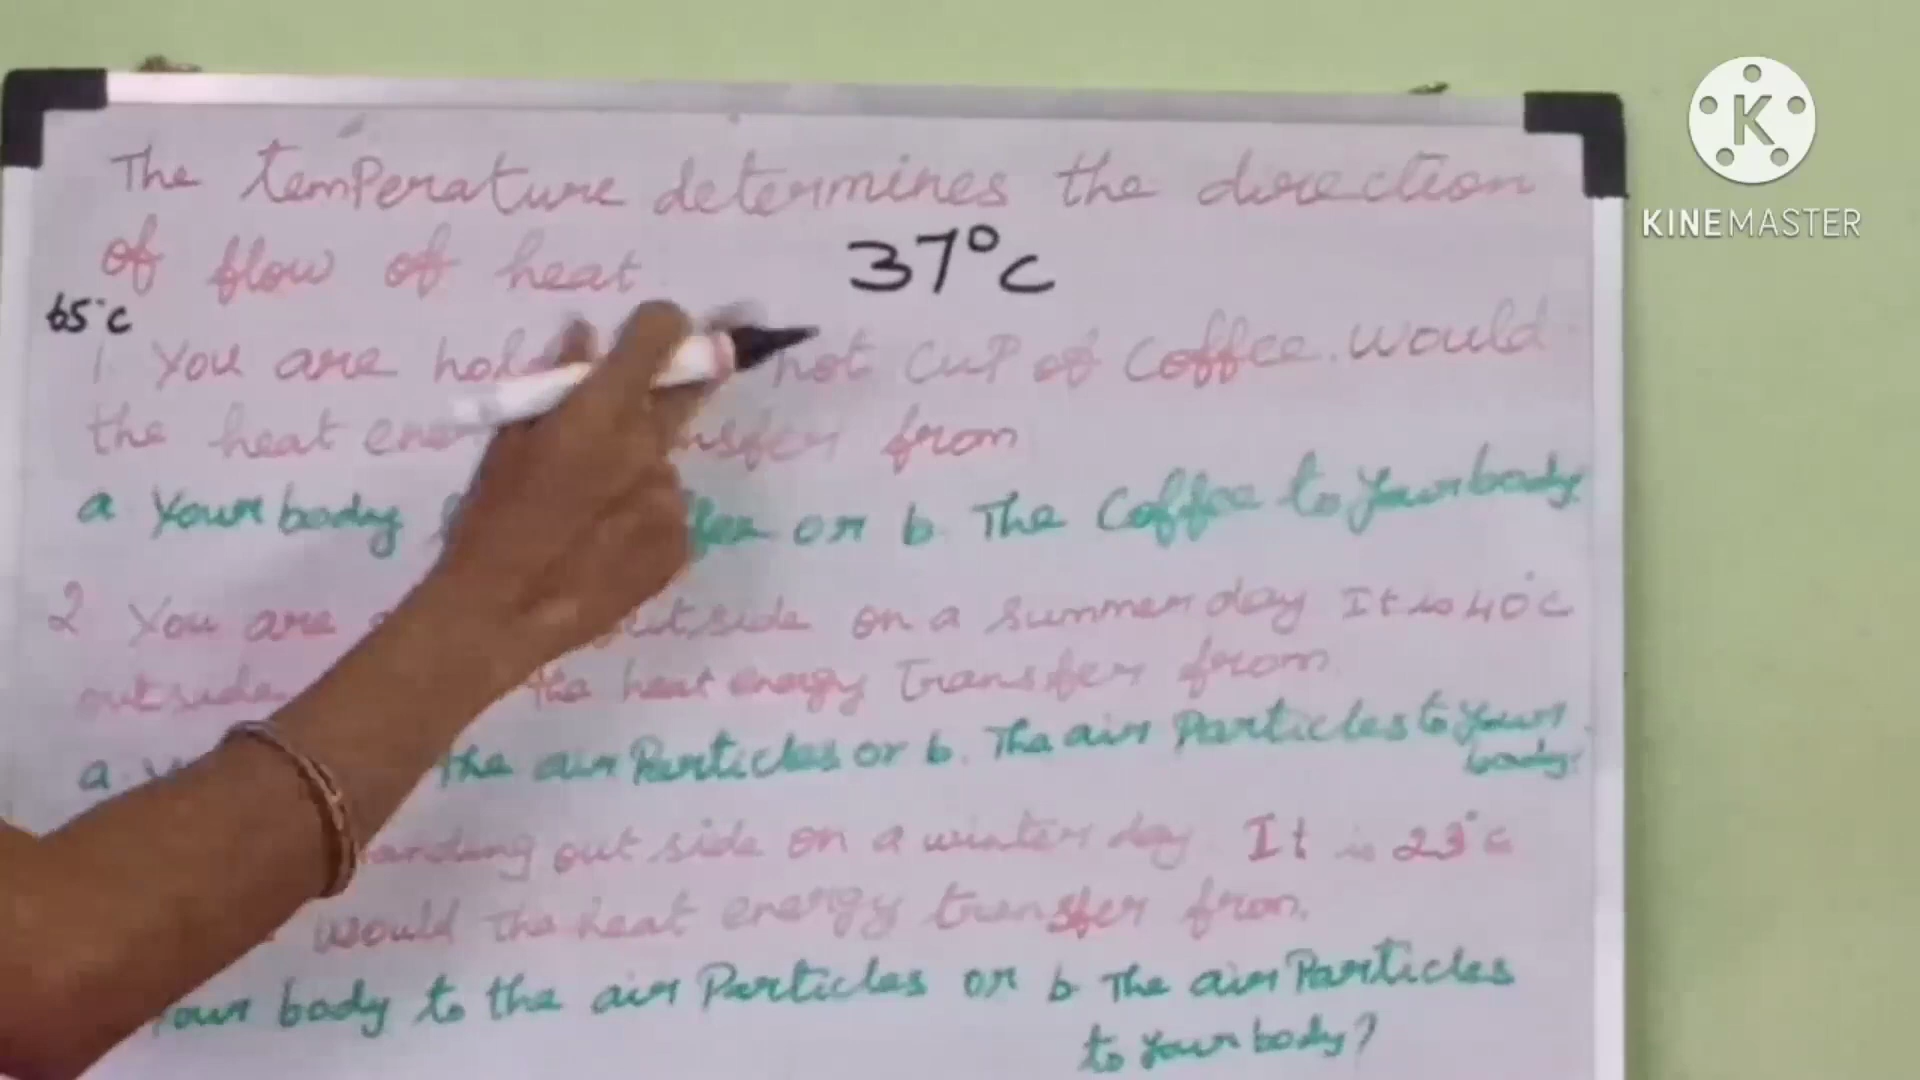 The temperature determines the direction
of flow of heat
37°C
65°C
1. You are hot cup of coffee. would
the heat from
a your body or b. The Coffee to your body
2 You are on a summer day It is 40°C
outside the heat energy Transfer from
a the air Particles or b. The air Particles to your
body.
out side on a winter day. It is 23°C
would the heat energy transfer from.
your body to the air Particles or b The air Particles
to your body?
K
KINEMASTER